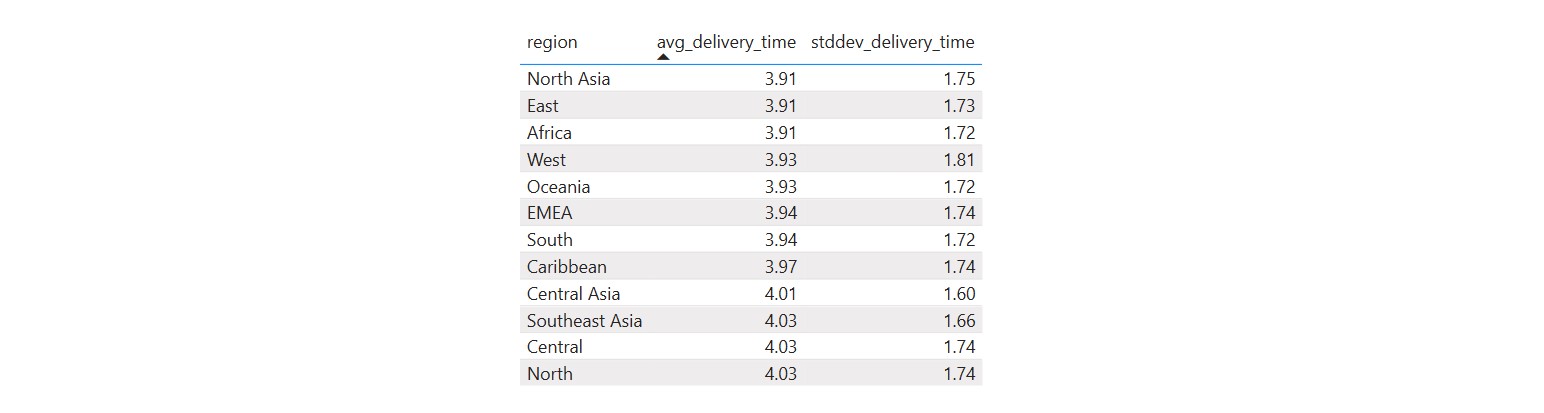 region avg_delivery_time stddev_delivery_time
North Asia 3.91 1.75
East 3.91 1.73
Africa 3.91 1.72
West 3.93 1.81
Oceania 3.93 1.72
EMEA 3.94 1.74
South 3.94 1.72
Caribbean 3.97 1.74
Central Asia 4.01 1.60
Southeast Asia 4.03 1.66
Central 4.03 1.74
North 4.03 1.74